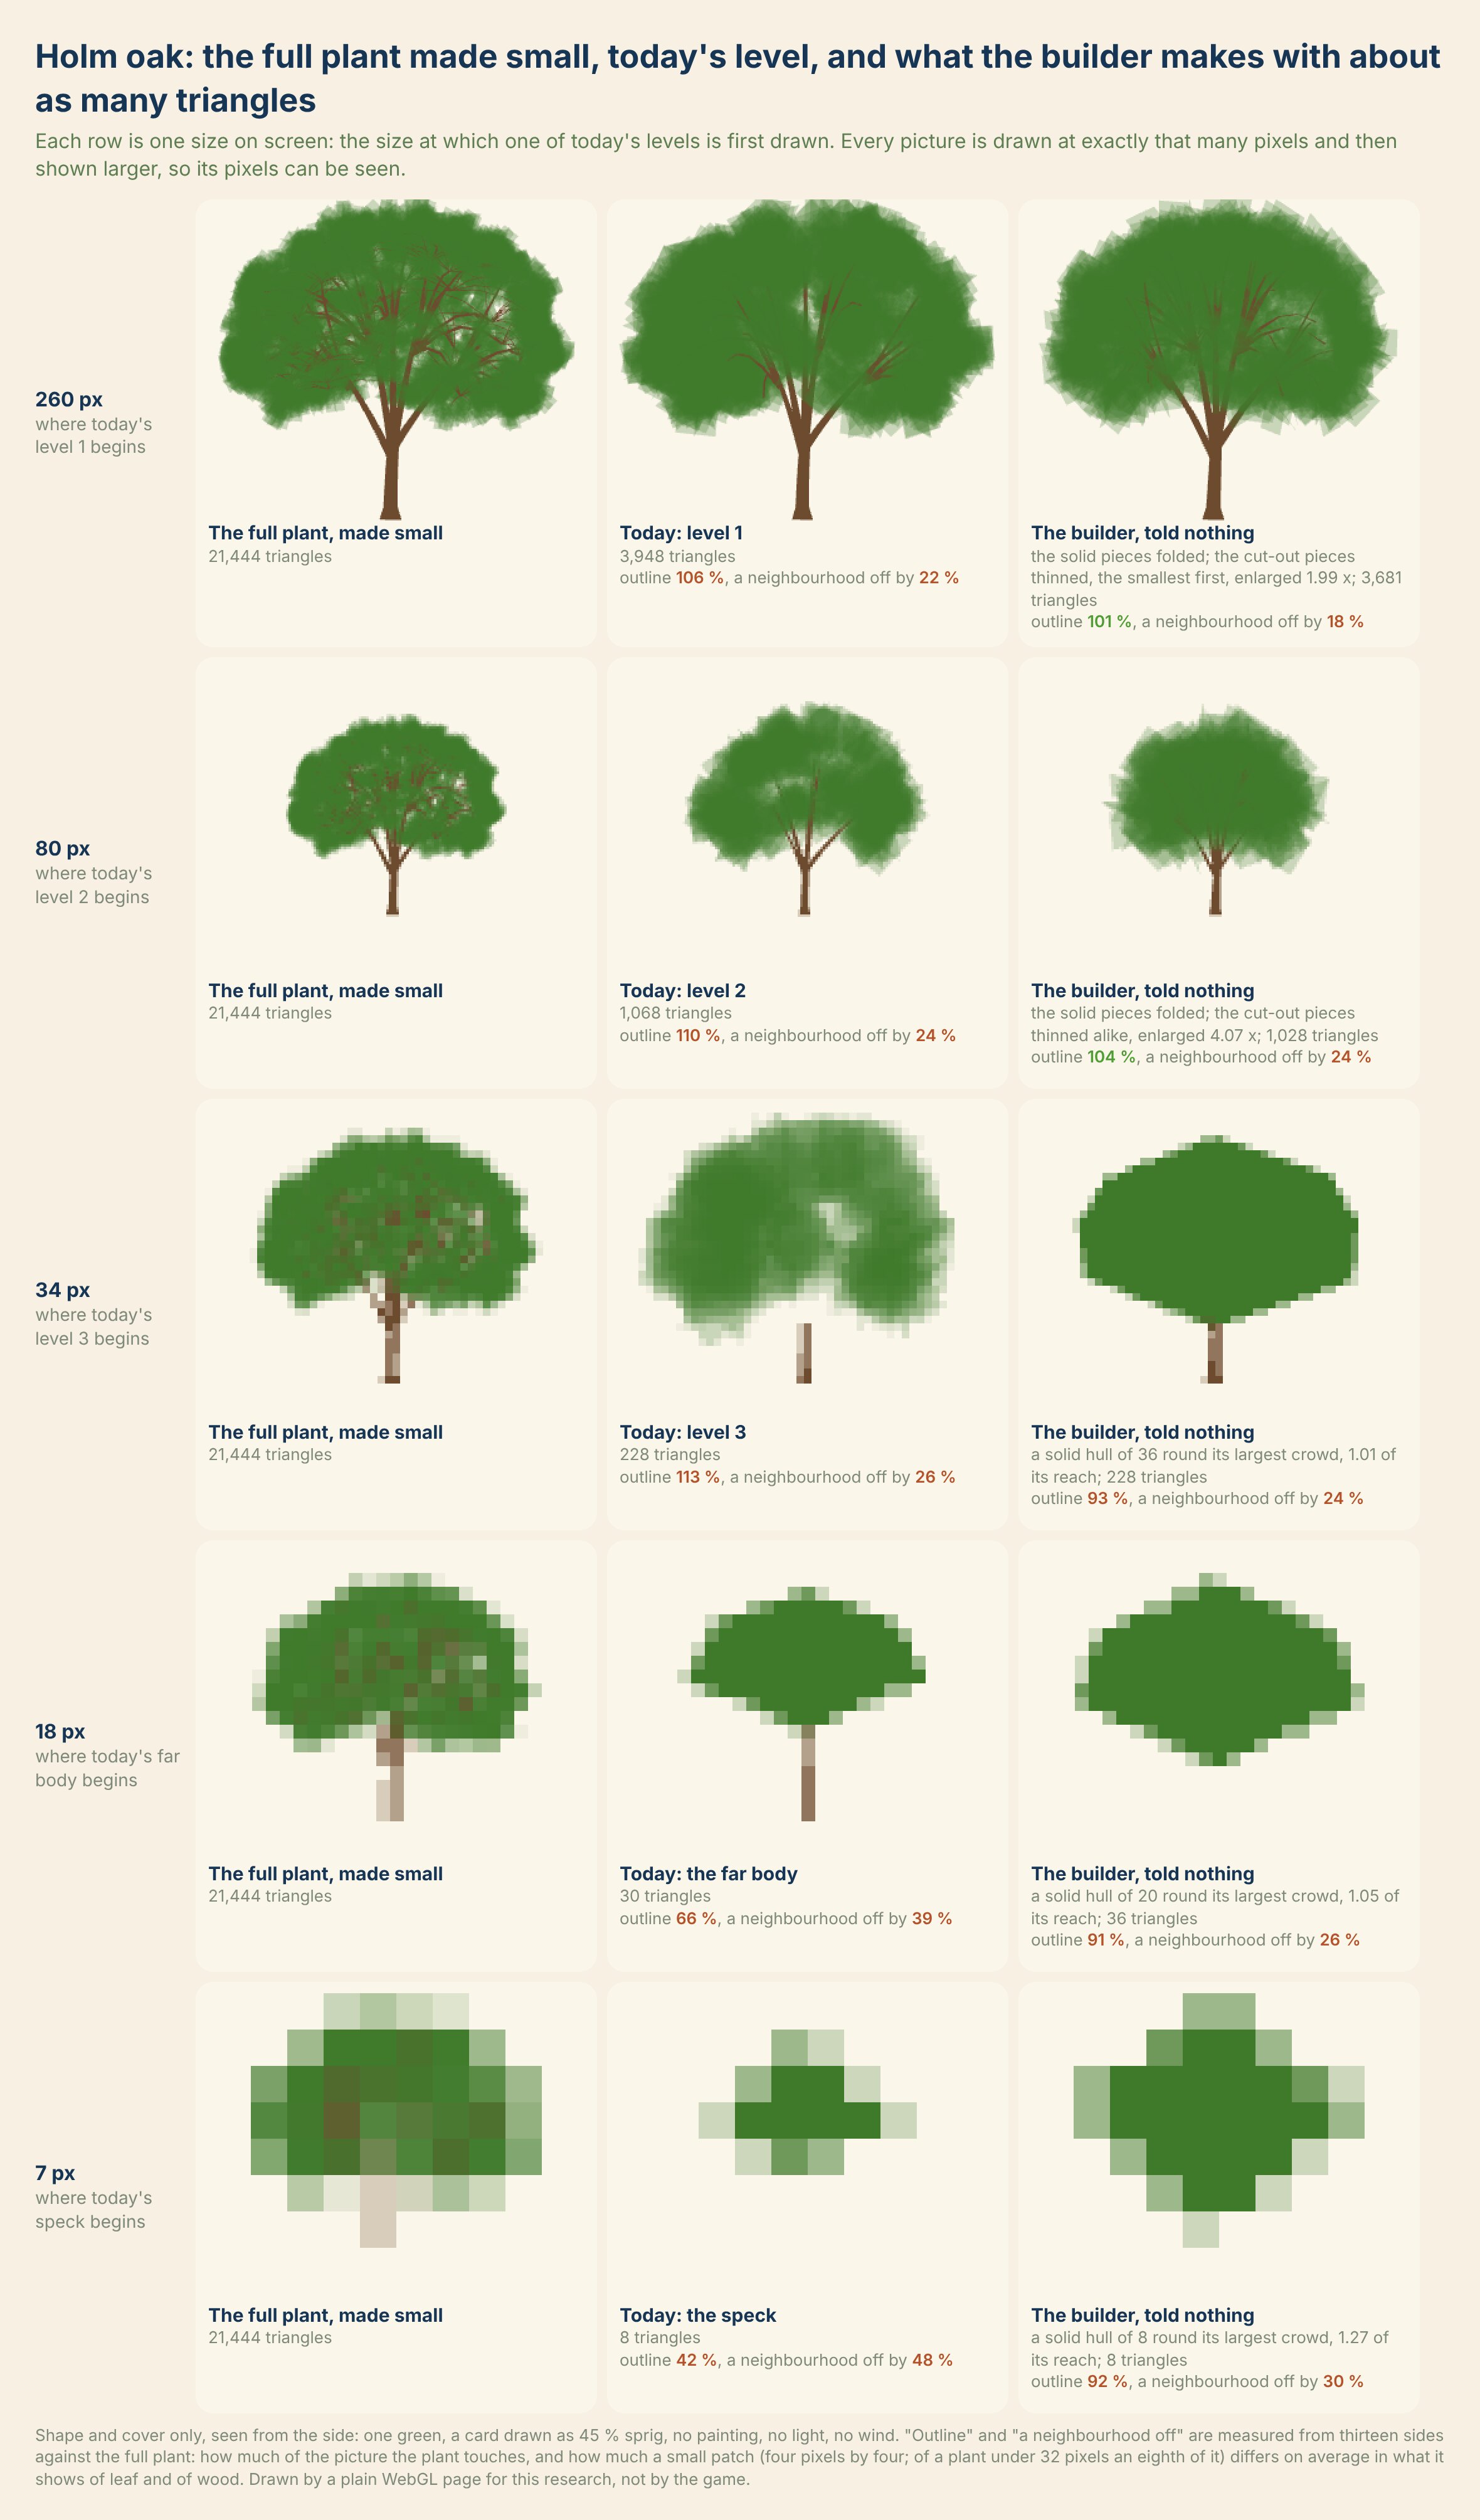 Holm oak: the full plant made small, today's level, and what the builder makes with about
as many triangles
Each row is one size on screen: the size at which one of today's levels is first drawn. Every picture is drawn at exactly that many pixels and then
shown larger, so its pixels can be seen.
260 px
where today's
level 1 begins
The full plant, made small
21,444 triangles
Today: level 1
3,948 triangles
outline 106 %, a neighbourhood off by 22 %
The builder, told nothing
the solid pieces folded; the cut-out pieces
thinned, the smallest first, enlarged 1.99 x; 3,681
triangles
outline 101 %, a neighbourhood off by 18 %
80 px
where today's
level 2 begins
The full plant, made small
21,444 triangles
Today: level 2
1,068 triangles
outline 110 %, a neighbourhood off by 24 %
The builder, told nothing
the solid pieces folded; the cut-out pieces
thinned alike, enlarged 4.07 x; 1,028 triangles
outline 104 %, a neighbourhood off by 24 %
34 px
where today's
level 3 begins
The full plant, made small
21,444 triangles
Today: level 3
228 triangles
outline 113 %, a neighbourhood off by 26 %
The builder, told nothing
a solid hull of 36 round its largest crowd, 1.01 of
its reach; 228 triangles
outline 93 %, a neighbourhood off by 24 %
18 px
where today's far
body begins
The full plant, made small
21,444 triangles
Today: the far body
30 triangles
outline 66 %, a neighbourhood off by 39 %
The builder, told nothing
a solid hull of 20 round its largest crowd, 1.05 of
its reach; 36 triangles
outline 91 %, a neighbourhood off by 26 %
7 px
where today's
speck begins
The full plant, made small
21,444 triangles
Today: the speck
8 triangles
outline 42 %, a neighbourhood off by 48 %
The builder, told nothing
a solid hull of 8 round its largest crowd, 1.27 of
its reach; 8 triangles
outline 92 %, a neighbourhood off by 30 %
Shape and cover only, seen from the side: one green, a card drawn as 45 % sprig, no painting, no light, no wind. "Outline" and "a neighbourhood off" are measured from thirteen sides
against the full plant: how much of the picture the plant touches, and how much a small patch (four pixels by four; of a plant under 32 pixels an eighth of it) differs on average in what it
shows of leaf and of wood. Drawn by a plain WebGL page for this research, not by the game.